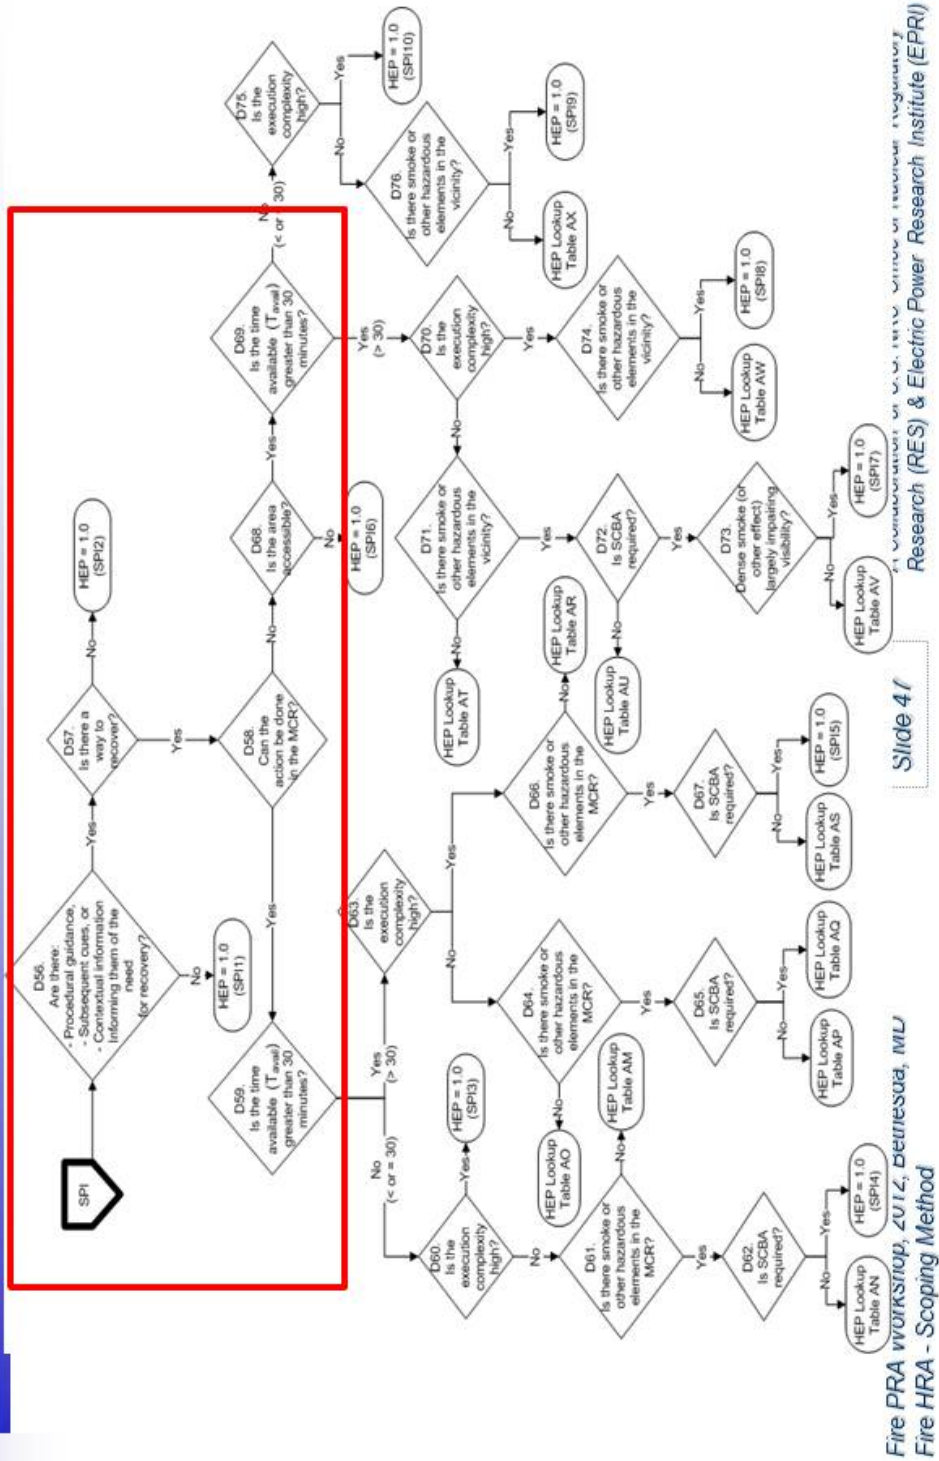 SPI
D56.
Are there:
- Procedural guidance,
- Subsequent cues, or
- Contextual information
Informing them of the
need
for recovery?
Yes
No
HEP = 1.0
(SPI1)
D57.
Is there a
way to
recover?
No
HEP = 1.0
(SPI2)
Yes
D58.
Can the
action be done
in the MCR?
Yes
No
D59.
Is the time
available (Tavail)
greater than 30
minutes?
D68.
Is the area
accessible?
No
HEP = 1.0
(SPI6)
Yes
D69.
Is the time
available (Tavail)
greater than 30
minutes?
No
(< or = 30)
Yes
(> 30)
No
(< or = 30)
Yes
(> 30)
D60.
Is the
execution
complexity
high?
Yes
HEP = 1.0
(SPI3)
No
D61.
Is there smoke or
other hazardous
elements in the
MCR?
No
HEP Lookup
Table AM
Yes
D62.
Is SCBA
required?
No
Yes
HEP Lookup
Table AN
HEP = 1.0
(SPI4)
D63.
Is the
execution
complexity
high?
No
Yes
D64.
Is there smoke or
other hazardous
elements in the
MCR?
No
HEP Lookup
Table AO
Yes
D65.
Is SCBA
required?
No
Yes
HEP Lookup
Table AP
HEP Lookup
Table AQ
D66.
Is there smoke or
other hazardous
elements in the
MCR?
No
HEP Lookup
Table AR
Yes
D67.
Is SCBA
required?
No
Yes
HEP Lookup
Table AS
HEP = 1.0
(SPI5)
D70.
Is the
execution
complexity
high?
No
Yes
D71.
Is there smoke or
other hazardous
elements in the
vicinity?
No
HEP Lookup
Table AT
Yes
D72.
Is SCBA
required?
No
HEP Lookup
Table AU
Yes
D73.
Dense smoke (or
other effect)
largely impairing
visibility?
No
Yes
HEP Lookup
Table AV
HEP = 1.0
(SPI7)
D74.
Is there smoke or
other hazardous
elements in the
vicinity?
No
Yes
HEP Lookup
Table AW
HEP = 1.0
(SPI8)
D75.
Is the
execution
complexity
high?
No
Yes
HEP = 1.0
(SPI10)
D76.
Is there smoke or
other hazardous
elements in the
vicinity?
No
Yes
HEP Lookup
Table AX
HEP = 1.0
(SPI9)
Fire PRA Workshop, 2012, Bethesda, MD
Fire HRA - Scoping Method
Slide 47
A Collaboration of U.S. NRC Office of Nuclear Regulatory
Research (RES) & Electric Power Research Institute (EPRI)